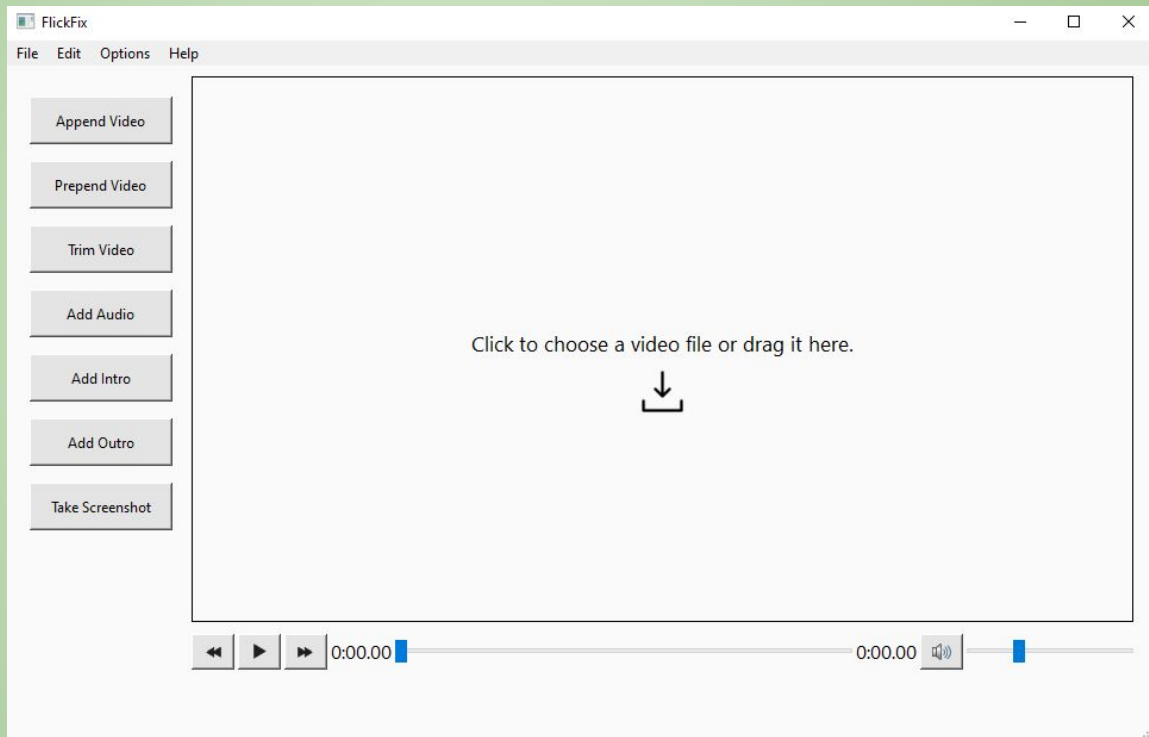 FlickFix
File Edit Options Help
Append Video
Prepend Video
Trim Video
Add Audio
Add Intro
Add Outro
Take Screenshot
Click to choose a video file or drag it here.
0:00.00 0:00.00